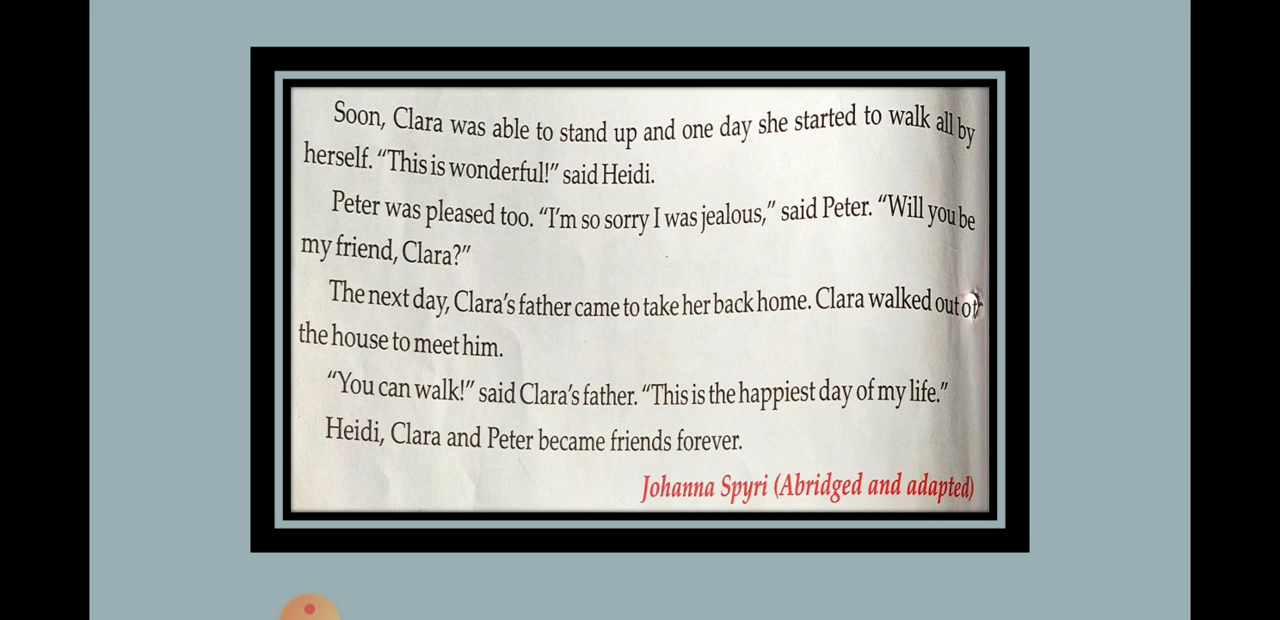 Soon, Clara was able to stand up and one day she started to walk all by
herself. “This is wonderful!” said Heidi.
Peter was pleased too. “I’m so sorry I was jealous,” said Peter. “Will you be
my friend, Clara?”
The next day, Clara’s father came to take her back home. Clara walked out of
the house to meet him.
“You can walk!” said Clara’s father. “This is the happiest day of my life.”
Heidi, Clara and Peter became friends forever.
Johanna Spyri (Abridged and adapted)